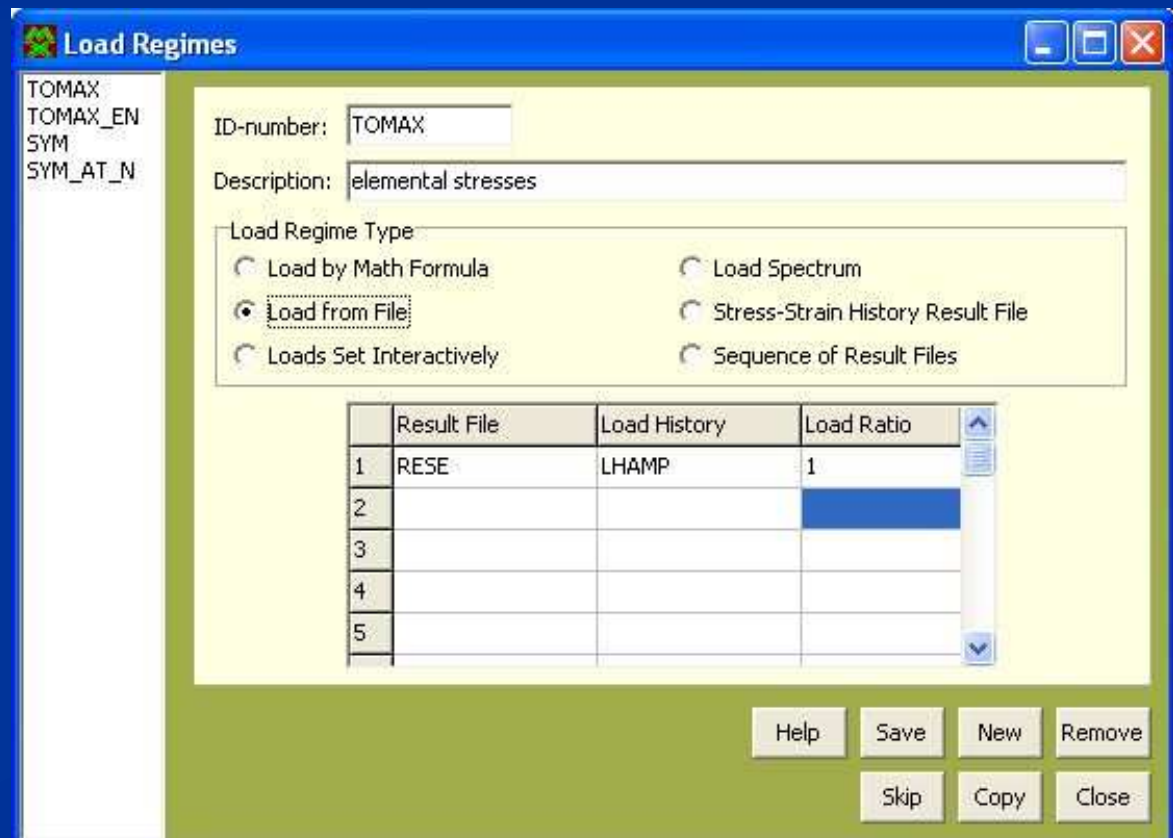 Load Regimes
TOMAX
TOMAX_EN
SYM
SYM_AT_N
ID-number: TOMAX
Description: elemental stresses
Load Regime Type
Load by Math Formula
Load Spectrum
Load from File
Stress-Strain History Result File
Loads Set Interactively
Sequence of Result Files
Result File Load History Load Ratio
1 RESE LHAMP 1
2
3
4
5
Help Save New Remove
Skip Copy Close